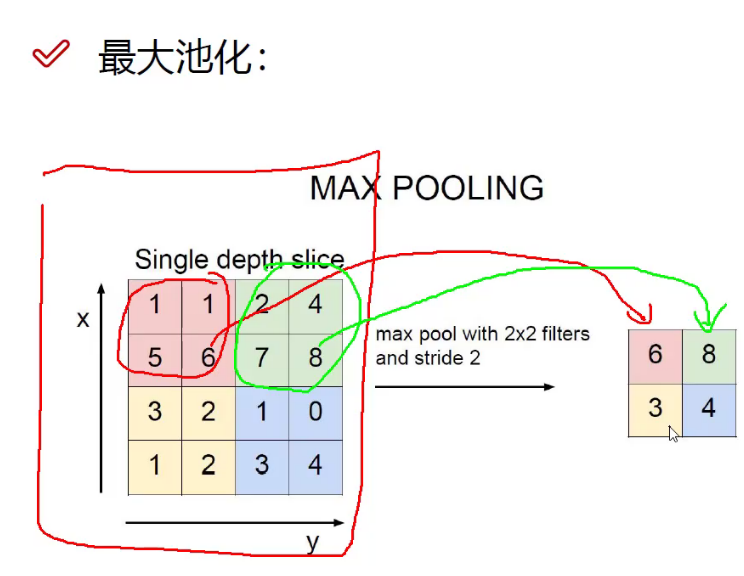 最大池化：
MAX POOLING
Single depth slice
x
1 1 2 4
5 6 7 8
3 2 1 0
1 2 3 4
y
max pool with 2x2 filters
and stride 2
6 8
3 4